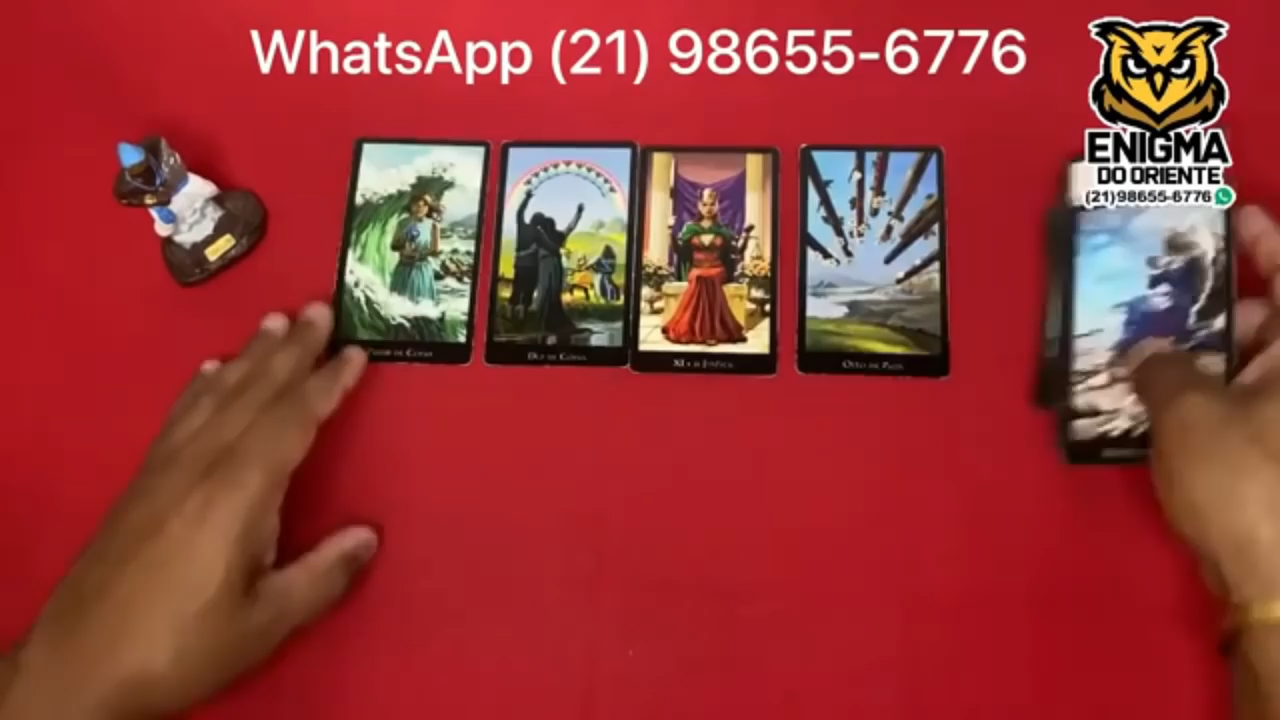 WhatsApp (21) 98655-6776
ENIGMA
DO ORIENTE
(21)98655-6776
Dez de Copas
XI • A Justiça
Oito de Paus